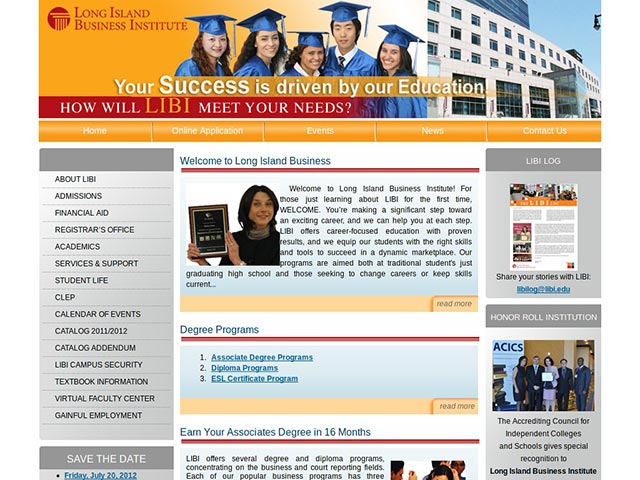 LONG ISLAND
BUSINESS INSTITUTE
Your Success is driven by our Education.
HOW WILL LIBI MEET YOUR NEEDS?
Home
Online Application
Events
News
Contact Us
ABOUT LIBI
ADMISSIONS
FINANCIAL AID
REGISTRAR'S OFFICE
ACADEMICS
SERVICES & SUPPORT
STUDENT LIFE
CLEP
CALENDAR OF EVENTS
CATALOG 2011/2012
CATALOG ADDENDUM
LIBI CAMPUS SECURITY
TEXTBOOK INFORMATION
VIRTUAL FACULTY CENTER
GAINFUL EMPLOYMENT
SAVE THE DATE
Friday, July 20, 2012
Welcome to Long Island Business
Welcome to Long Island Business Institute! For
those just learning about LIBI for the first time,
WELCOME. You're making a significant step toward
an exciting career, and we can help you at each step.
LIBI offers career-focused education with proven
results, and we equip our students with the right skills
and tools to succeed in a dynamic marketplace. Our
programs are aimed both at traditional student's just
graduating high school and those seeking to change careers or keep skills
current...
read more
Degree Programs
1. Associate Degree Programs
2. Diploma Programs
3. ESL Certificate Program
read more
Earn Your Associates Degree in 16 Months
LIBI offers several degree and diploma programs,
concentrating on the business and court reporting fields.
Each of our popular business programs has three
LIBI LOG
Share your stories with LIBI:
libilog@libi.edu
HONOR ROLL INSTITUTION
ACICS
The Accrediting Council for
Independent Colleges
and Schools gives special
recognition to
Long Island Business Institute